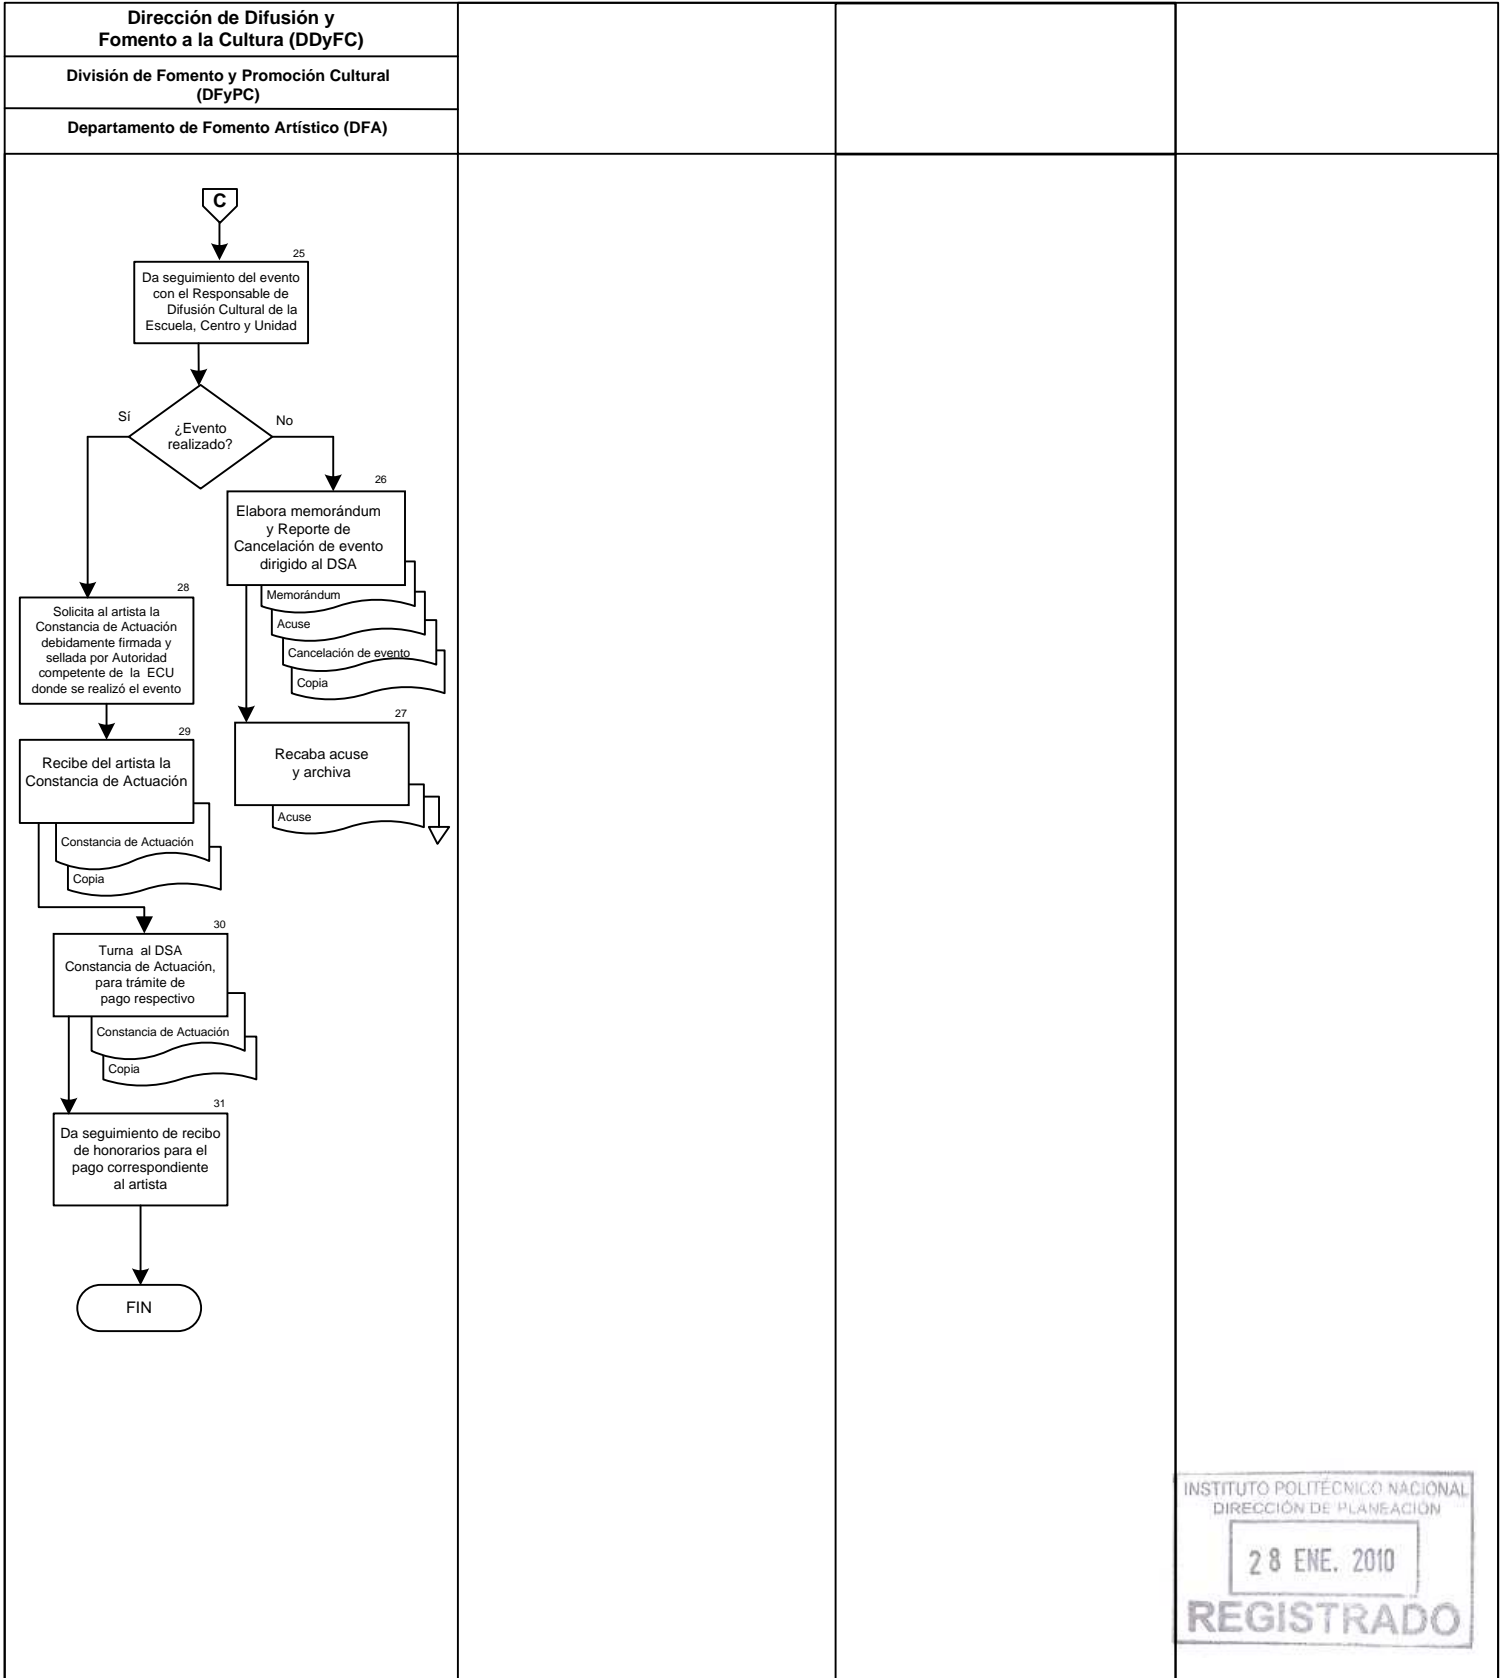 Dirección de Difusión y
Fomento a la Cultura (DDyFC)
División de Fomento y Promoción Cultural
(DFyPC)
Departamento de Fomento Artístico (DFA)
C
25
Da seguimiento del evento
con el Responsable de
Difusión Cultural de la
Escuela, Centro y Unidad
¿Evento
realizado?
Sí
No
26
Elabora memorándum
y Reporte de
Cancelación de evento
dirigido al DSA
Memorándum
Acuse
Cancelación de evento
Copia
27
Recaba acuse
y archiva
Acuse
28
Solicita al artista la
Constancia de Actuación
debidamente firmada y
sellada por Autoridad
competente de la ECU
donde se realizó el evento
29
Recibe del artista la
Constancia de Actuación
Constancia de Actuación
Copia
30
Turna al DSA
Constancia de Actuación,
para trámite de
pago respectivo
Constancia de Actuación
Copia
31
Da seguimiento de recibo
de honorarios para el
pago correspondiente
al artista
FIN
INSTITUTO POLITÉCNICO NACIONAL
DIRECCIÓN DE PLANEACIÓN
28 ENE. 2010
REGISTRADO